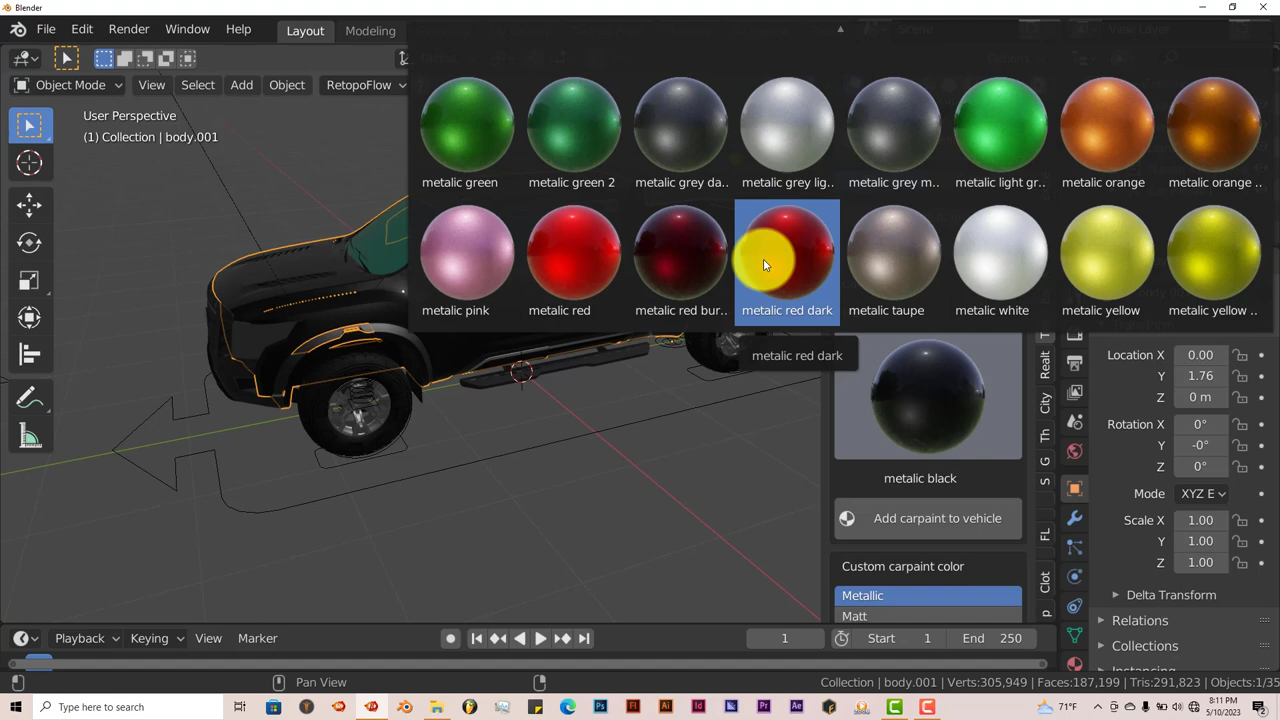 Blender
File Edit Render Window Help Layout Modeling
Object Mode View Select Add Object RetopoFlow
User Perspective
(1) Collection | body.001
metalic green metalic green 2 metalic grey da.. metalic grey lig.. metalic grey m.. metalic light gr.. metalic orange metalic orange ..
metalic pink metalic red metalic red bur.. metalic red dark metalic taupe metalic white metalic yellow metalic yellow ..
metalic red dark
metalic black
Add carpaint to vehicle
Custom carpaint color
Metallic
Matt
Realt
City
Th
G
S
FL
Clot
Location X 0.00
Y 1.76
Z 0 m
Rotation X 0°
Y -0°
Z 0°
Mode XYZ E
Scale X 1.00
Y 1.00
Z 1.00
Delta Transform
Relations
Collections
Playback Keying View Marker 1 Start 1 End 250
Pan View Collection | body.001 | Verts:305,949 | Faces:187,199 | Tris:291,823 | Objects:1/35
Type here to search
71°F
8:11 PM
5/10/2023